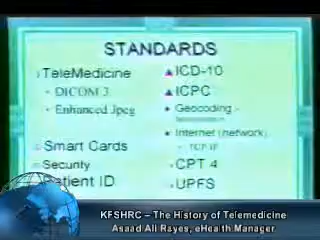 STANDARDS
TeleMedicine
• DICOM 3
• Enhanced Jpeg
Smart Cards
Security
Patient ID
ICD-10
ICPC
Geocoding -
Internet (network)
• TCP IP
CPT 4
UPFS
KFSHRC – The History of Telemedicine
Asaad Ali Rayes, eHealth Manager